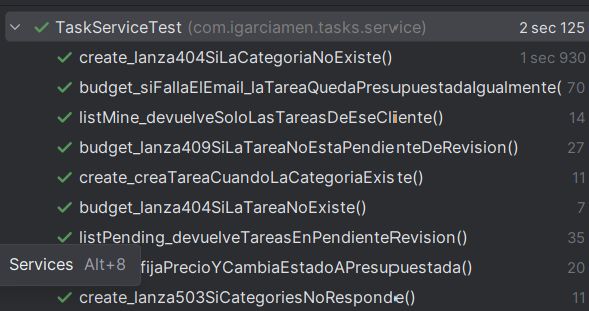 TaskServiceTest (com.igarciamen.tasks.service) 2 sec 125
create_lanza404SiLaCategoriaNoExiste() 1 sec 930
budget_siFallaElEmail_laTareaQuedaPresupuestadaIgualmente( 70
listMine_devuelveSoloLasTareasDeEseCliente() 14
budget_lanza409SiLaTareaNoEstaPendienteDeRevision() 27
create_creaTareaCuandoLaCategoriaExiste() 11
budget_lanza404SiLaTareaNoExiste() 7
listPending_devuelveTareasEnPendienteRevision() 35
Services Alt+8
fijaPrecioYCambiaEstadoAPresupuestada() 20
create_lanza503SiCategoriesNoResponde() 11